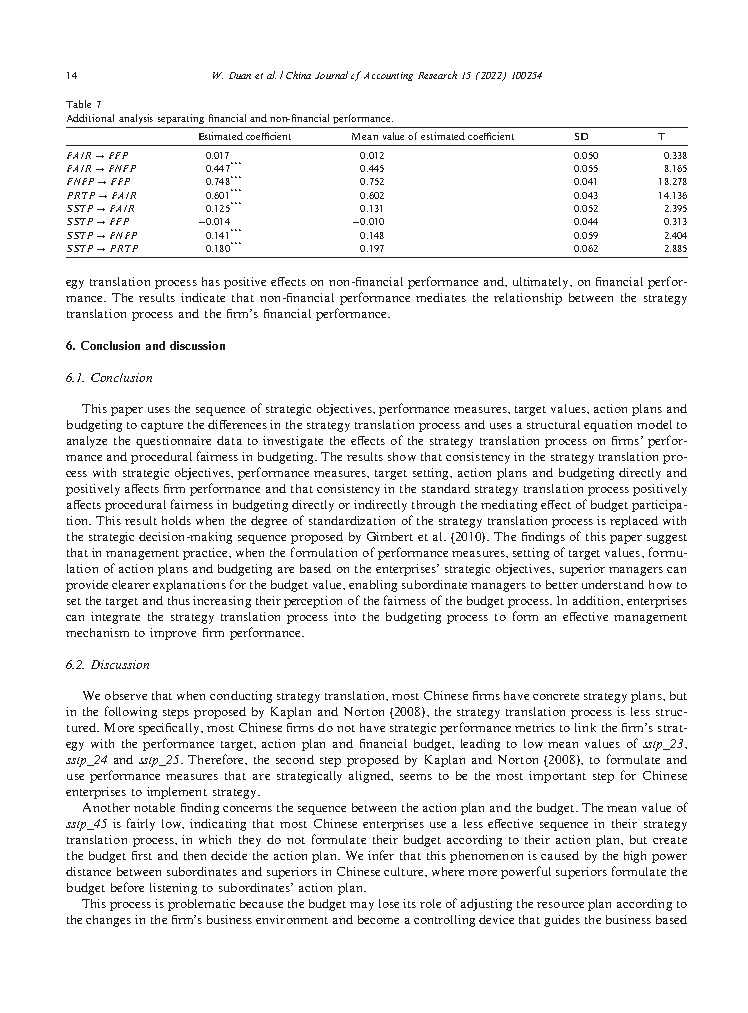 14
W. Duan et al. / China Journal of Accounting Research 15 (2022) 100254
Table 7
Additional analysis separating financial and non-financial performance.
Estimated coefficient Mean value of estimated coefficient SD T
FAIR → FFP 0.017 0.012 0.050 0.338
FAIR → FNFP 0.447*** 0.445 0.055 8.165
FNFP → FFP 0.748*** 0.752 0.041 18.278
PRTP → FAIR 0.601*** 0.602 0.043 14.136
SSTP → FAIR 0.125*** 0.131 0.052 2.395
SSTP → FFP −0.014 −0.010 0.044 0.313
SSTP → FNFP 0.141*** 0.148 0.059 2.404
SSTP → PRTP 0.180*** 0.197 0.062 2.885
egy translation process has positive effects on non-financial performance and, ultimately, on financial perfor-
mance. The results indicate that non-financial performance mediates the relationship between the strategy
translation process and the firm's financial performance.
6. Conclusion and discussion
6.1. Conclusion
This paper uses the sequence of strategic objectives, performance measures, target values, action plans and
budgeting to capture the differences in the strategy translation process and uses a structural equation model to
analyze the questionnaire data to investigate the effects of the strategy translation process on firms' perfor-
mance and procedural fairness in budgeting. The results show that consistency in the strategy translation pro-
cess with strategic objectives, performance measures, target setting, action plans and budgeting directly and
positively affects firm performance and that consistency in the standard strategy translation process positively
affects procedural fairness in budgeting directly or indirectly through the mediating effect of budget participa-
tion. This result holds when the degree of standardization of the strategy translation process is replaced with
the strategic decision-making sequence proposed by Gimbert et al. (2010). The findings of this paper suggest
that in management practice, when the formulation of performance measures, setting of target values, formu-
lation of action plans and budgeting are based on the enterprises' strategic objectives, superior managers can
provide clearer explanations for the budget value, enabling subordinate managers to better understand how to
set the target and thus increasing their perception of the fairness of the budget process. In addition, enterprises
can integrate the strategy translation process into the budgeting process to form an effective management
mechanism to improve firm performance.
6.2. Discussion
We observe that when conducting strategy translation, most Chinese firms have concrete strategy plans, but
in the following steps proposed by Kaplan and Norton (2008), the strategy translation process is less struc-
tured. More specifically, most Chinese firms do not have strategic performance metrics to link the firm's strat-
egy with the performance target, action plan and financial budget, leading to low mean values of sstp_23,
sstp_24 and sstp_25. Therefore, the second step proposed by Kaplan and Norton (2008), to formulate and
use performance measures that are strategically aligned, seems to be the most important step for Chinese
enterprises to implement strategy.
Another notable finding concerns the sequence between the action plan and the budget. The mean value of
sstp_45 is fairly low, indicating that most Chinese enterprises use a less effective sequence in their strategy
translation process, in which they do not formulate their budget according to their action plan, but create
the budget first and then decide the action plan. We infer that this phenomenon is caused by the high power
distance between subordinates and superiors in Chinese culture, where more powerful superiors formulate the
budget before listening to subordinates' action plan.
This process is problematic because the budget may lose its role of adjusting the resource plan according to
the changes in the firm's business environment and become a controlling device that guides the business based